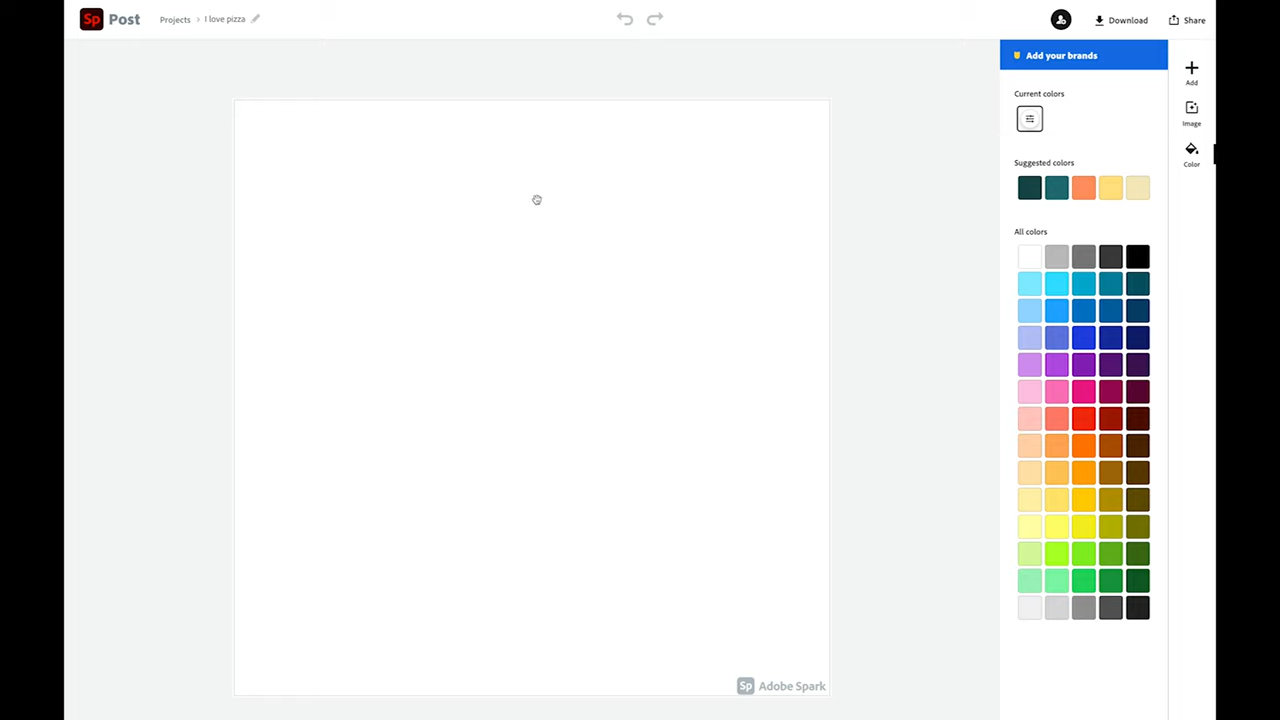 Sp Post
Projects > I love pizza
Download
Share
Add your brands
Add
Current colors
Image
Color
Suggested colors
All colors
Sp Adobe Spark